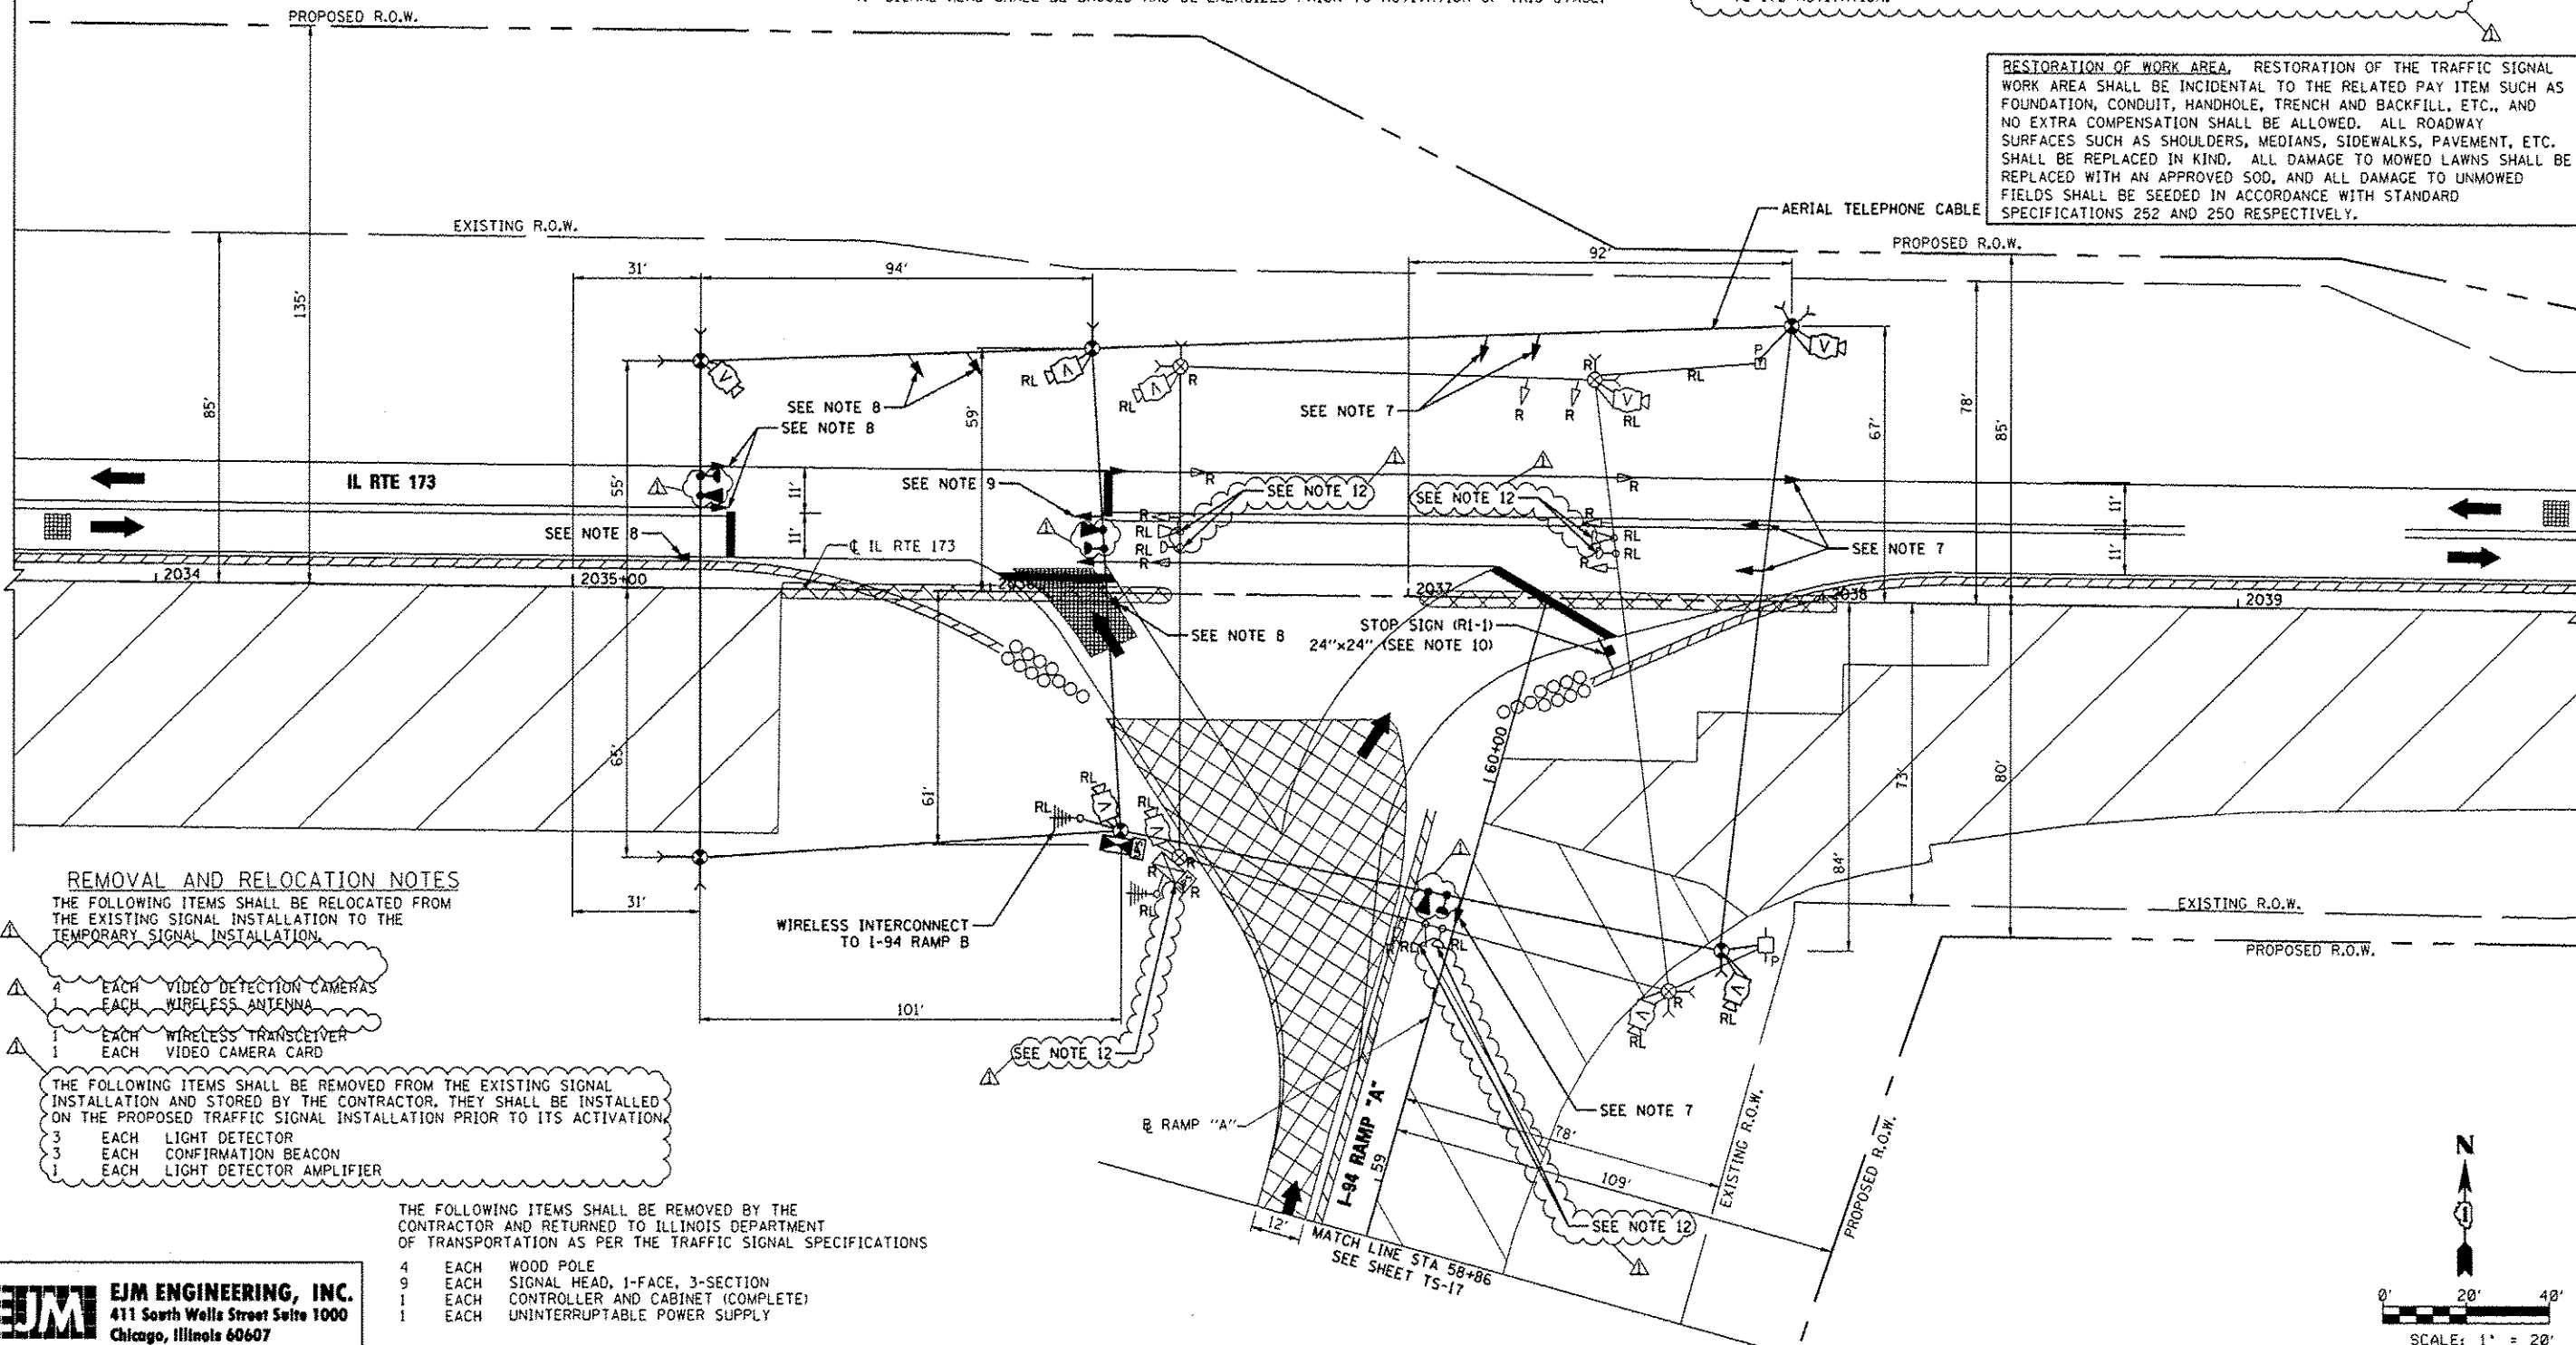 PROPOSED R.O.W.
RESTORATION OF WORK AREA. RESTORATION OF THE TRAFFIC SIGNAL
WORK AREA SHALL BE INCIDENTAL TO THE RELATED PAY ITEM SUCH AS
FOUNDATION, CONDUIT, HANDHOLE, TRENCH AND BACKFILL, ETC., AND
NO EXTRA COMPENSATION SHALL BE ALLOWED. ALL ROADWAY
SURFACES SUCH AS SHOULDERS, MEDIANS, SIDEWALKS, PAVEMENT, ETC.
SHALL BE REPLACED IN KIND. ALL DAMAGE TO MOWED LAWNS SHALL BE
REPLACED WITH AN APPROVED SOD, AND ALL DAMAGE TO UNMOWED
FIELDS SHALL BE SEEDED IN ACCORDANCE WITH STANDARD
SPECIFICATIONS 252 AND 250 RESPECTIVELY.
AERIAL TELEPHONE CABLE
EXISTING R.O.W.
PROPOSED R.O.W.
31'
94'
92'
135'
85'
59'
55'
67'
78'
85'
SEE NOTE 8
SEE NOTE 8
SEE NOTE 7
IL RTE 173
SEE NOTE 9
SEE NOTE 12
SEE NOTE 12
SEE NOTE 8
℄ IL RTE 173
SEE NOTE 7
11'
11'
11'
11'
2034
2035+00
2036
2037
2038
2039
SEE NOTE 8
STOP SIGN (R1-1)
24"x24" (SEE NOTE 10)
65'
61'
160+00
73'
80'
84'
31'
101'
WIRELESS INTERCONNECT
TO I-94 RAMP B
EXISTING R.O.W.
PROPOSED R.O.W.
SEE NOTE 12
SEE NOTE 7
SEE NOTE 12
RAMP "A"
I-94 RAMP "A"
159
78'
109'
12'
EXISTING R.O.W.
PROPOSED R.O.W.
MATCH LINE STA 58+86
SEE SHEET TS-17
REMOVAL AND RELOCATION NOTES
THE FOLLOWING ITEMS SHALL BE RELOCATED FROM
THE EXISTING SIGNAL INSTALLATION TO THE
TEMPORARY SIGNAL INSTALLATION.
4 EACH VIDEO DETECTION CAMERAS
1 EACH WIRELESS ANTENNA
1 EACH WIRELESS TRANSCEIVER
1 EACH VIDEO CAMERA CARD
THE FOLLOWING ITEMS SHALL BE REMOVED FROM THE EXISTING SIGNAL
INSTALLATION AND STORED BY THE CONTRACTOR. THEY SHALL BE INSTALLED
ON THE PROPOSED TRAFFIC SIGNAL INSTALLATION PRIOR TO ITS ACTIVATION.
3 EACH LIGHT DETECTOR
3 EACH CONFIRMATION BEACON
1 EACH LIGHT DETECTOR AMPLIFIER
THE FOLLOWING ITEMS SHALL BE REMOVED BY THE
CONTRACTOR AND RETURNED TO ILLINOIS DEPARTMENT
OF TRANSPORTATION AS PER THE TRAFFIC SIGNAL SPECIFICATIONS
4 EACH WOOD POLE
9 EACH SIGNAL HEAD, 1-FACE, 3-SECTION
1 EACH CONTROLLER AND CABINET (COMPLETE)
1 EACH UNINTERRUPTABLE POWER SUPPLY
EJM
EJM ENGINEERING, INC.
411 South Wells Street Suite 1000
Chicago, Illinois 60607
N
0' 20' 40'
SCALE: 1" = 20'